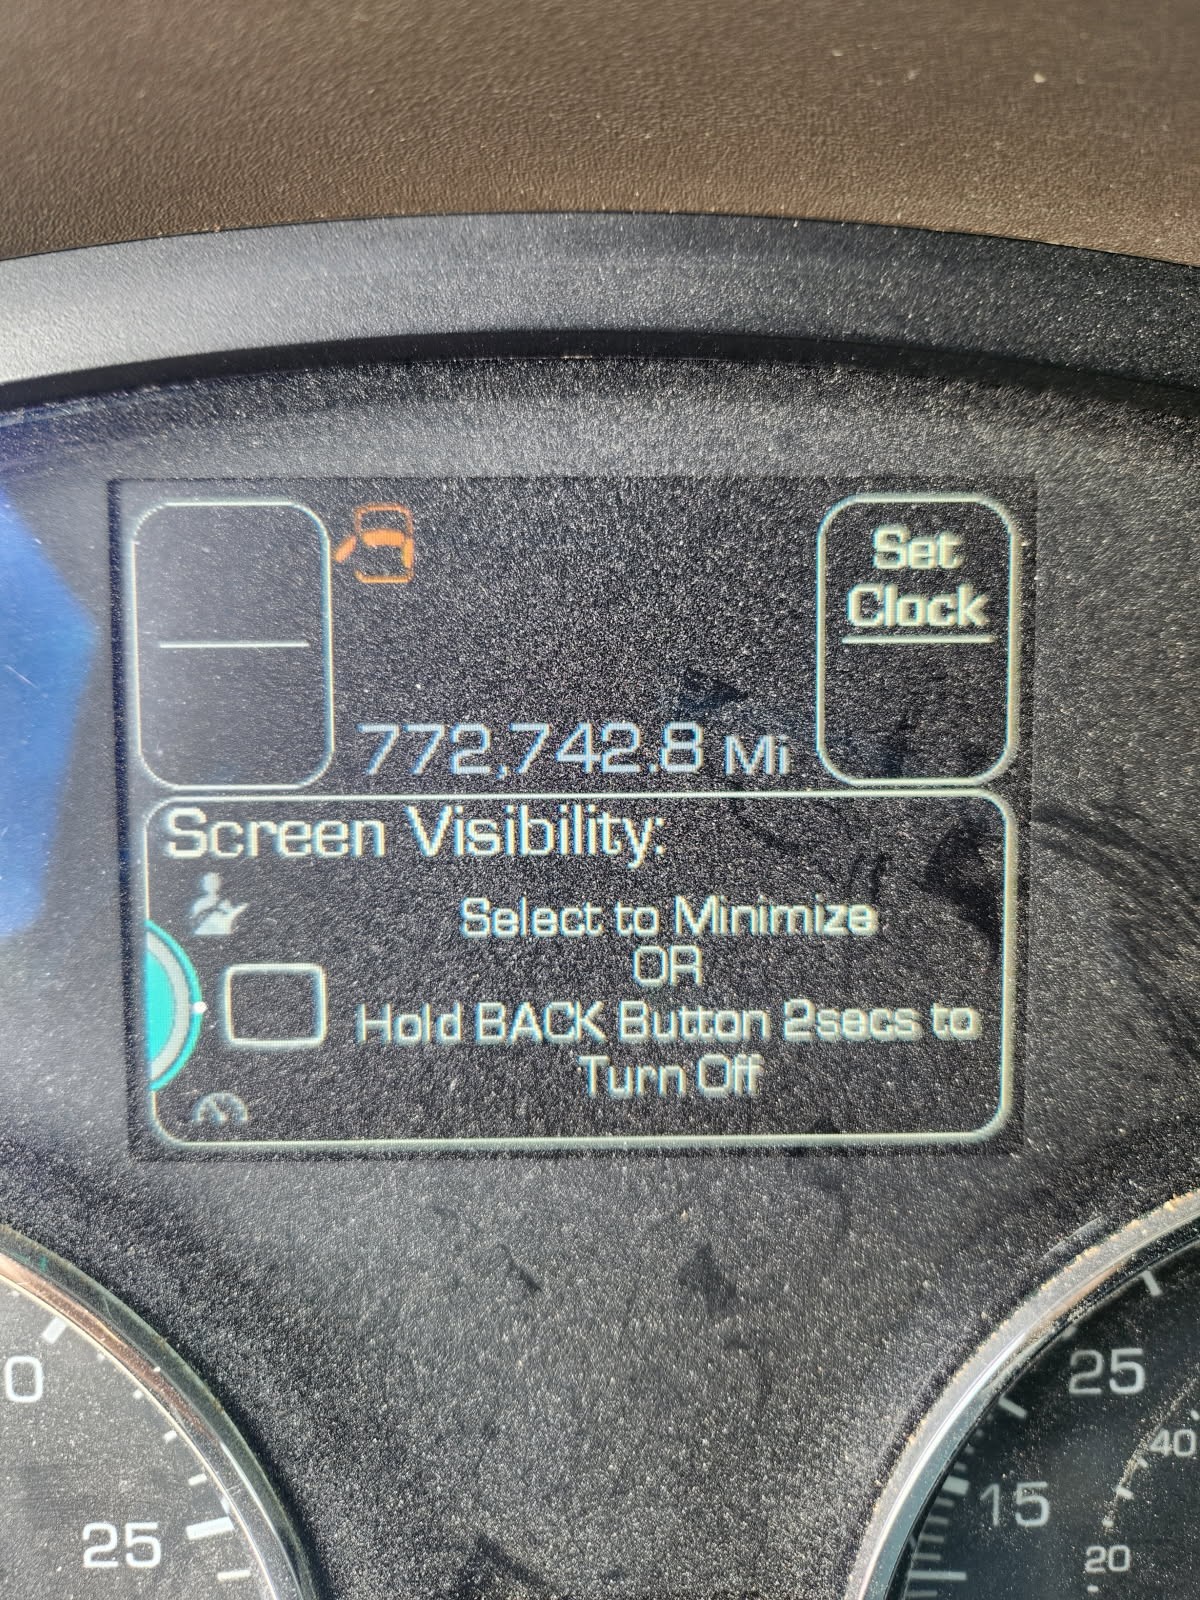 Set
Clock
772,742.8 Mi
Screen Visibility:
Select to Minimize
OR
Hold BACK Button 2secs to
Turn Off
0
25
25
15
40
20